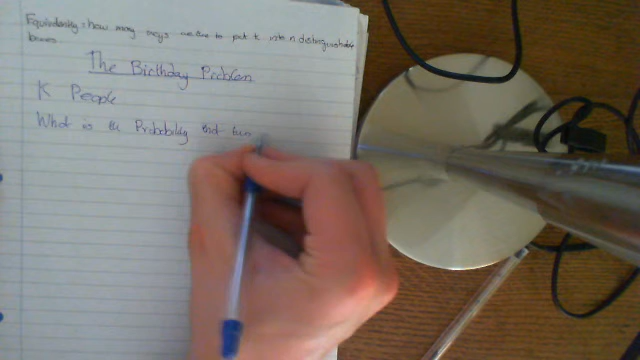 Equivalently: how many ways are there to put k into n distinguishable
boxes
The Birthday Problem
K People
What is the Probability that